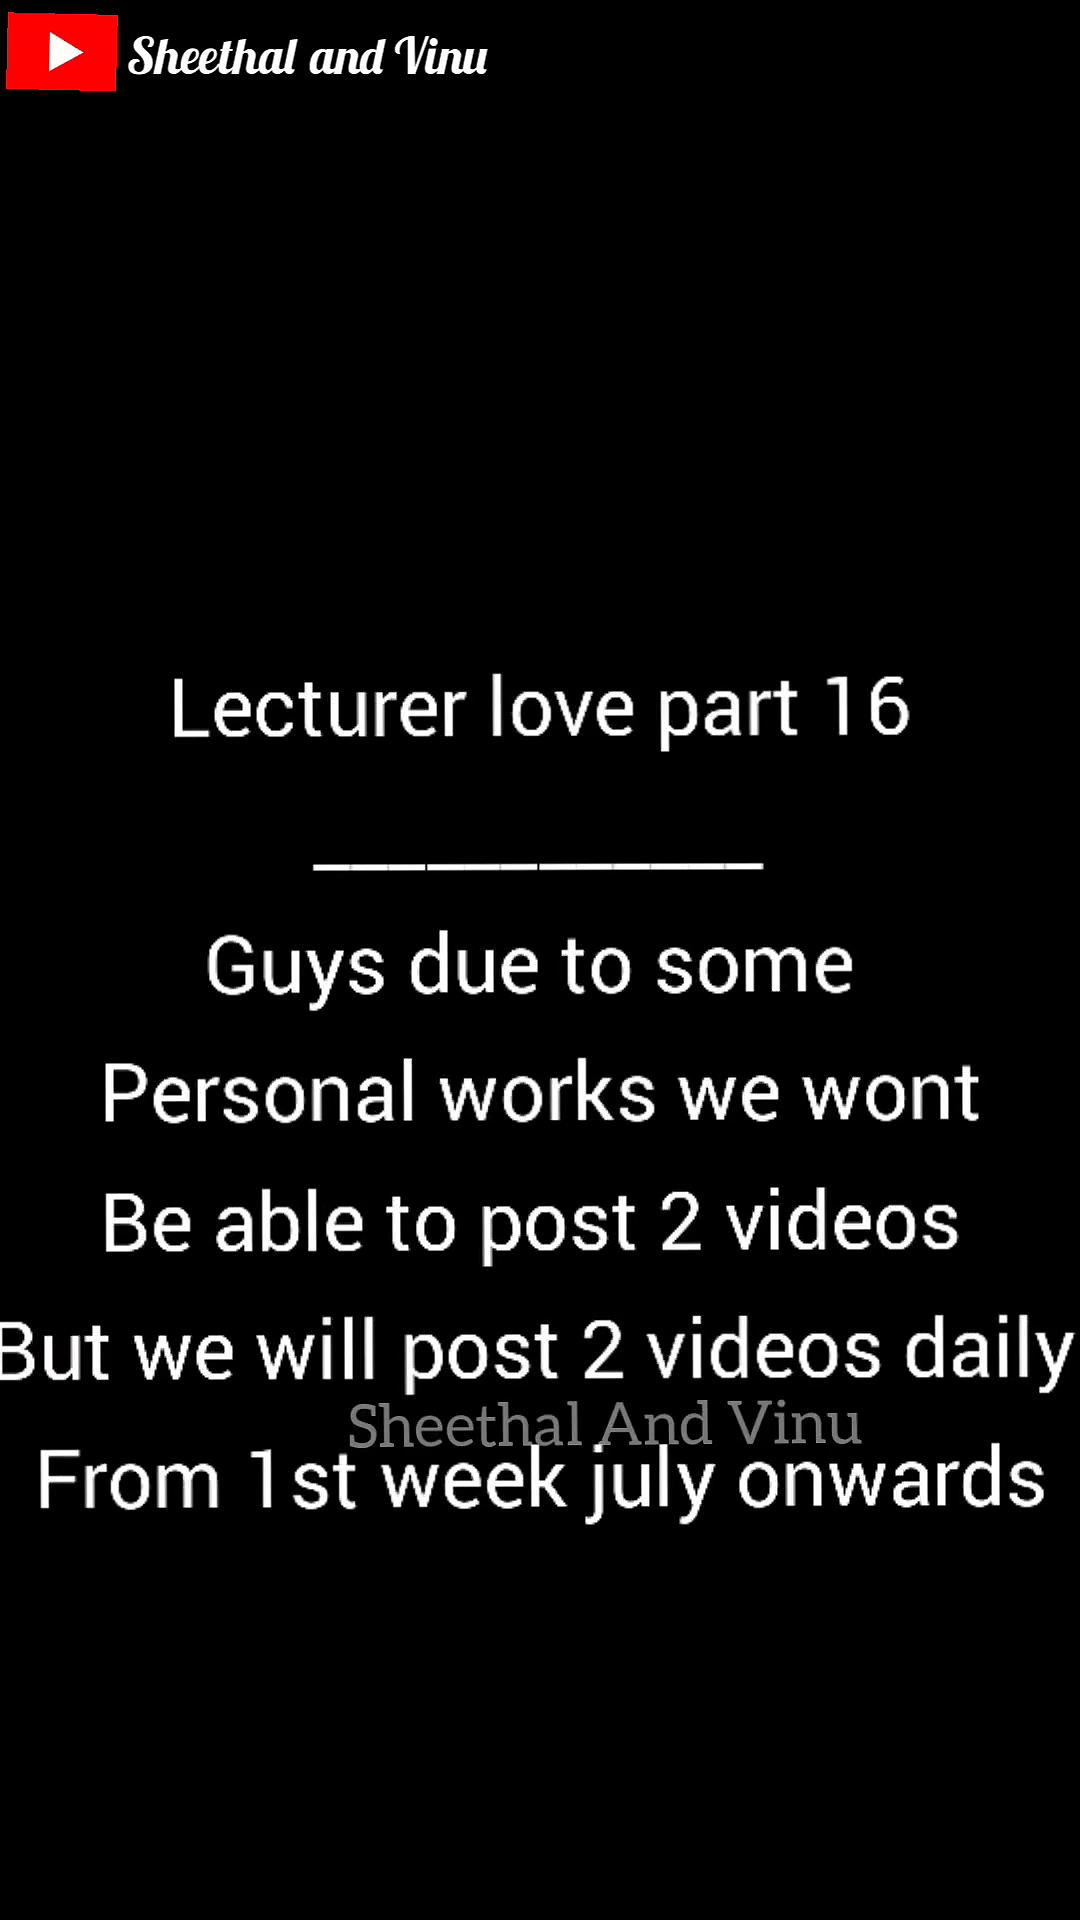 Sheethal and Vinu
Lecturer love part 16
____________
Guys due to some
Personal works we wont
Be able to post 2 videos
But we will post 2 videos daily
Sheethal And Vinu
From 1st week july onwards